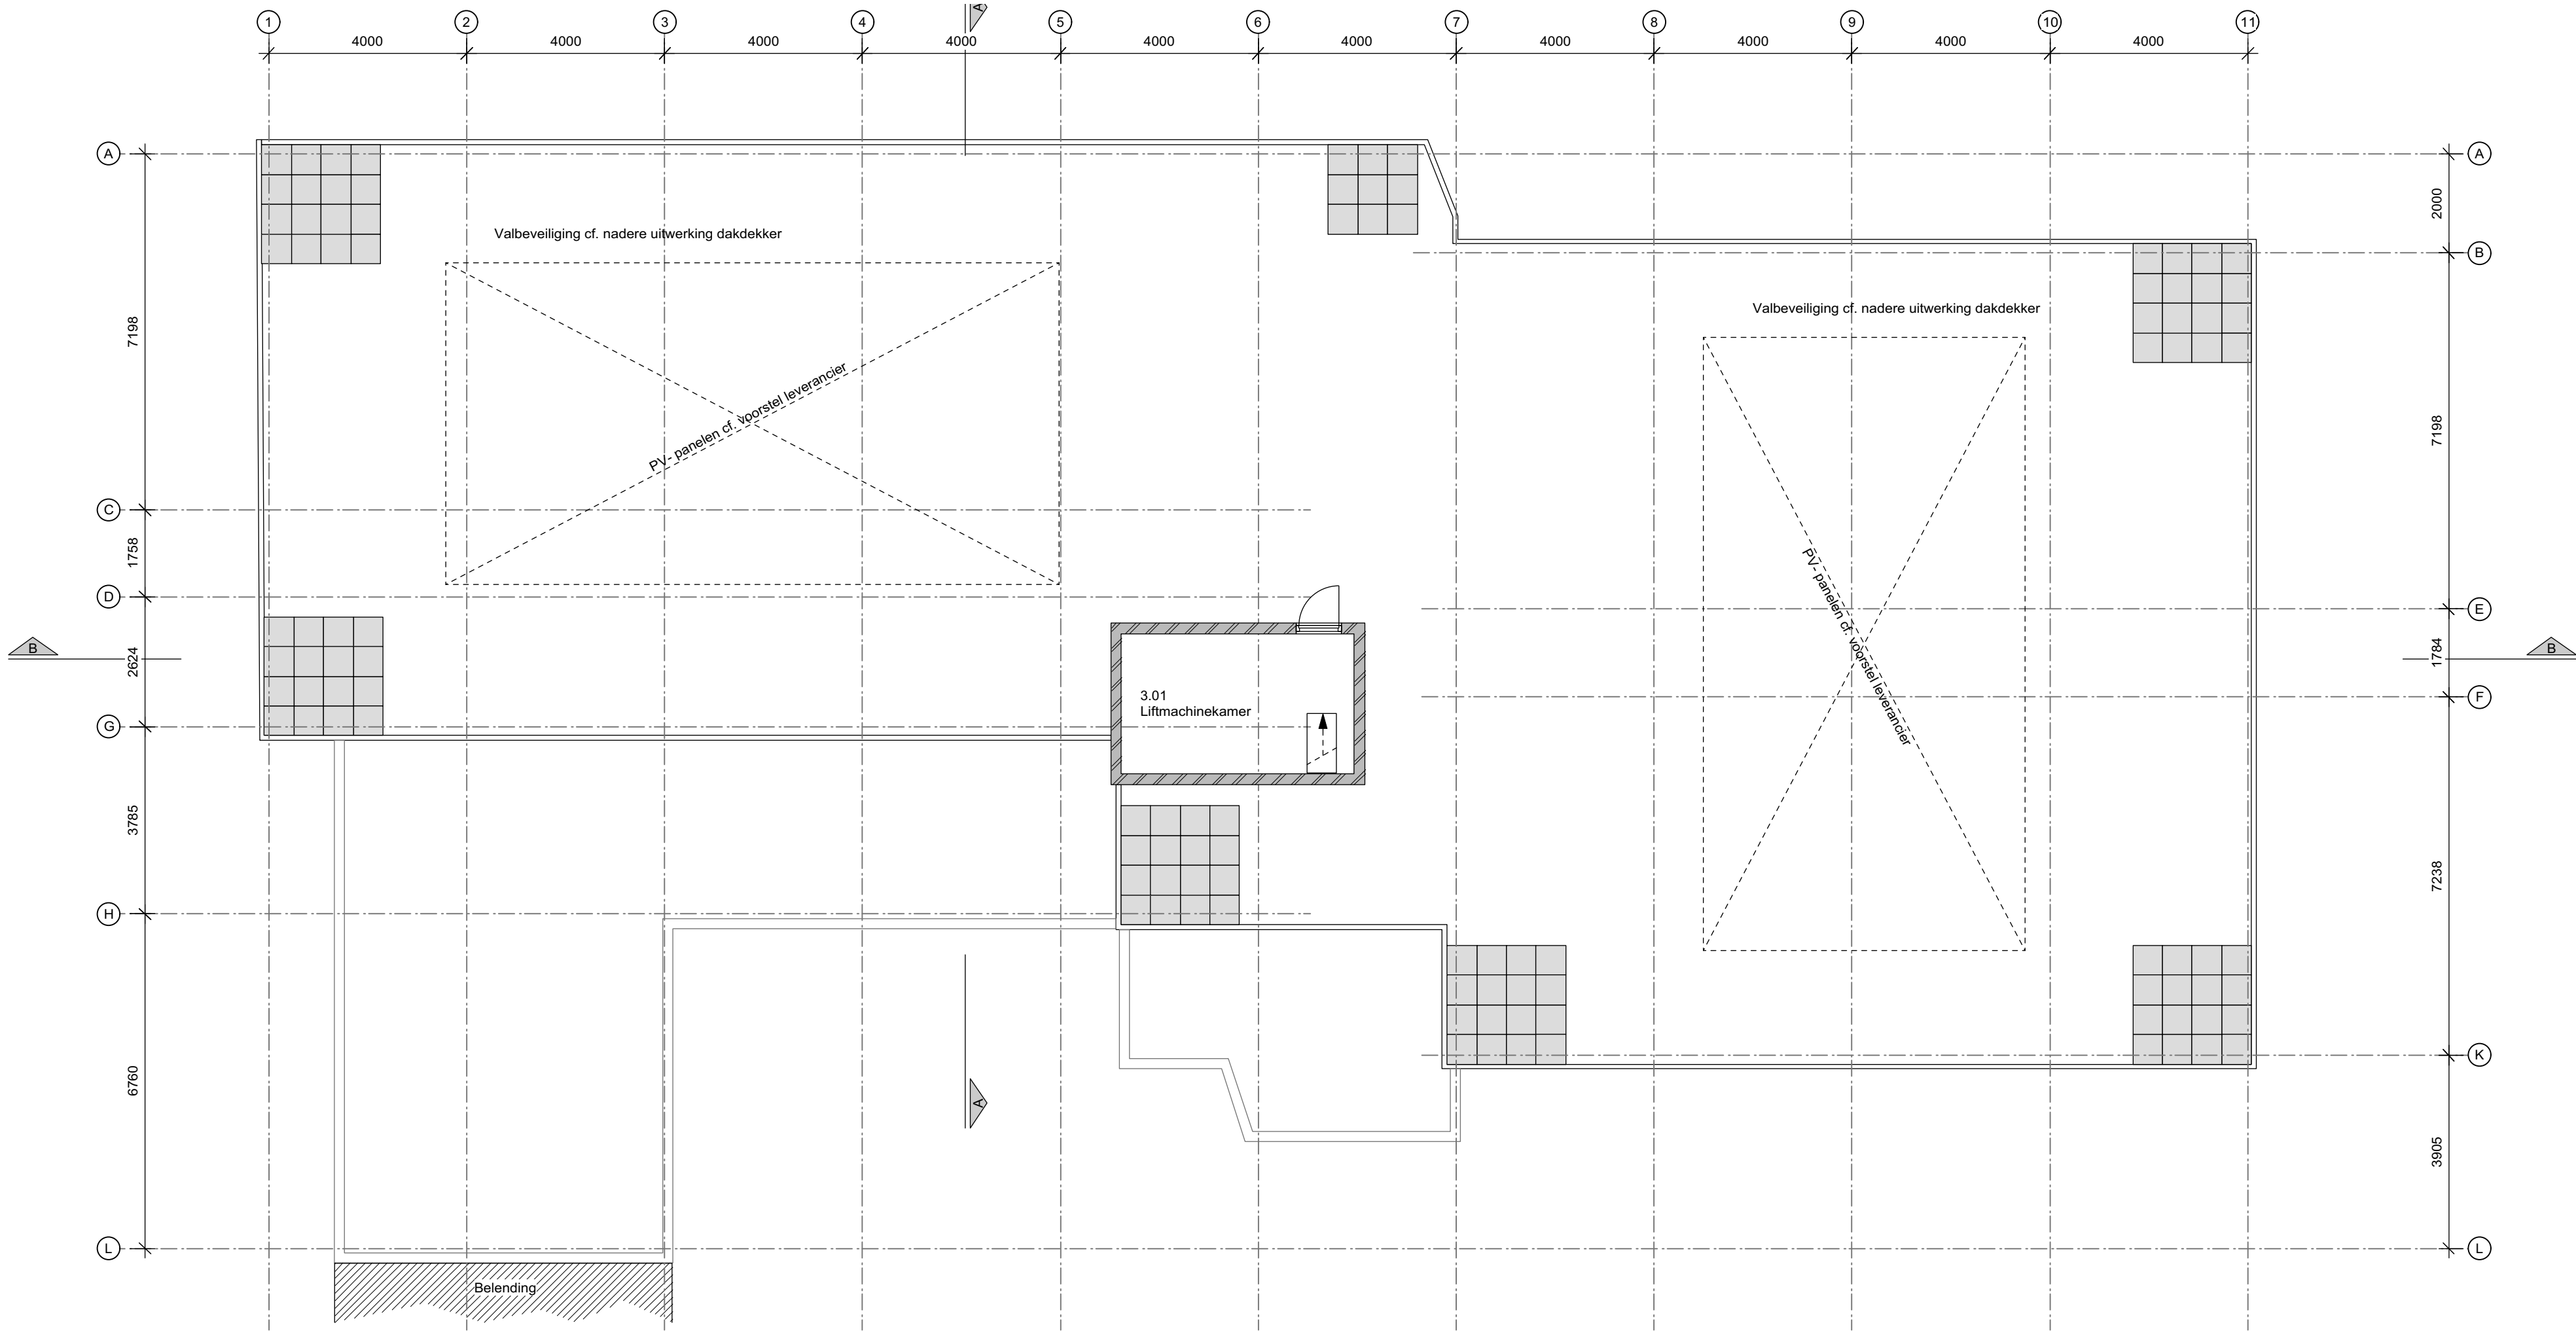 1 2 3 4 5 6 7 8 9 10 11
A
4000 4000 4000 4000 4000 4000 4000 4000 4000 4000
A A
2000
Valbeveiliging cf. nadere uitwerking dakdekker
B
Valbeveiliging cf. nadere uitwerking dakdekker
7198
PV- panelen cf. voorstel leverancier
7198
C
1758
D
E
PV- panelen cf. voorstel leverancier
B
2624
1784
B
3.01
Liftmachinekamer
F
G
3785
7238
H
K
6760
A
3905
L L
Belending